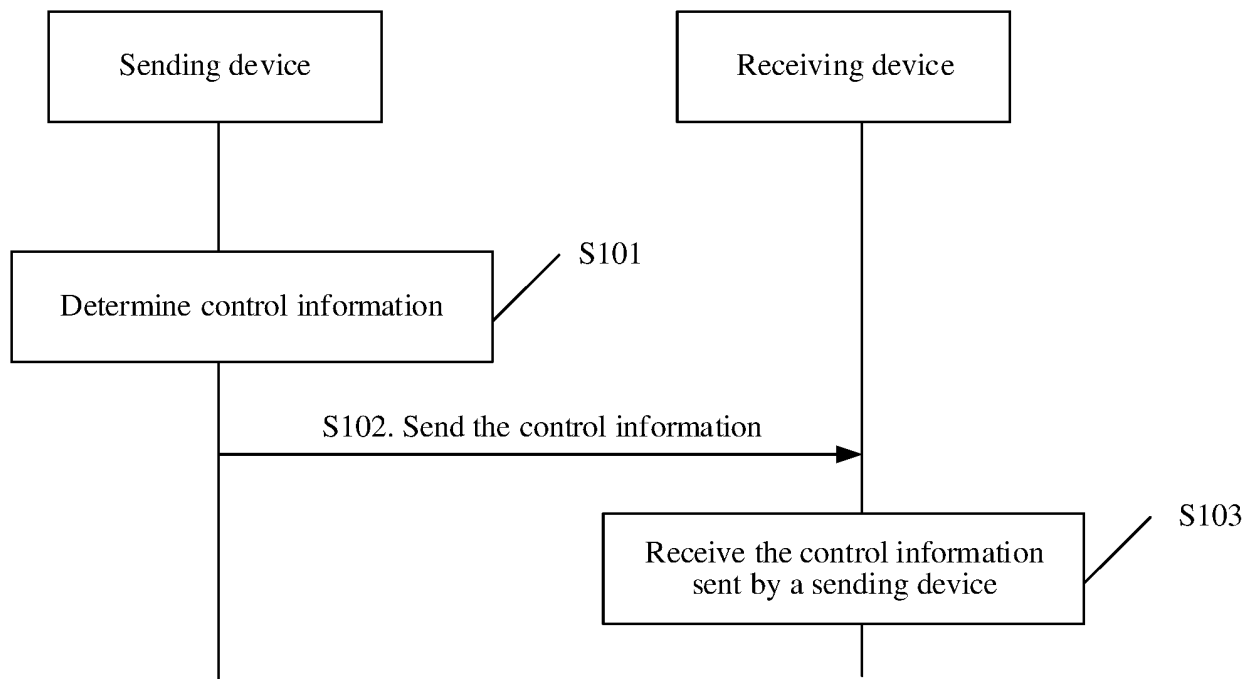 Sending device
Receiving device
S101
Determine control information
S102. Send the control information
S103
Receive the control information
sent by a sending device